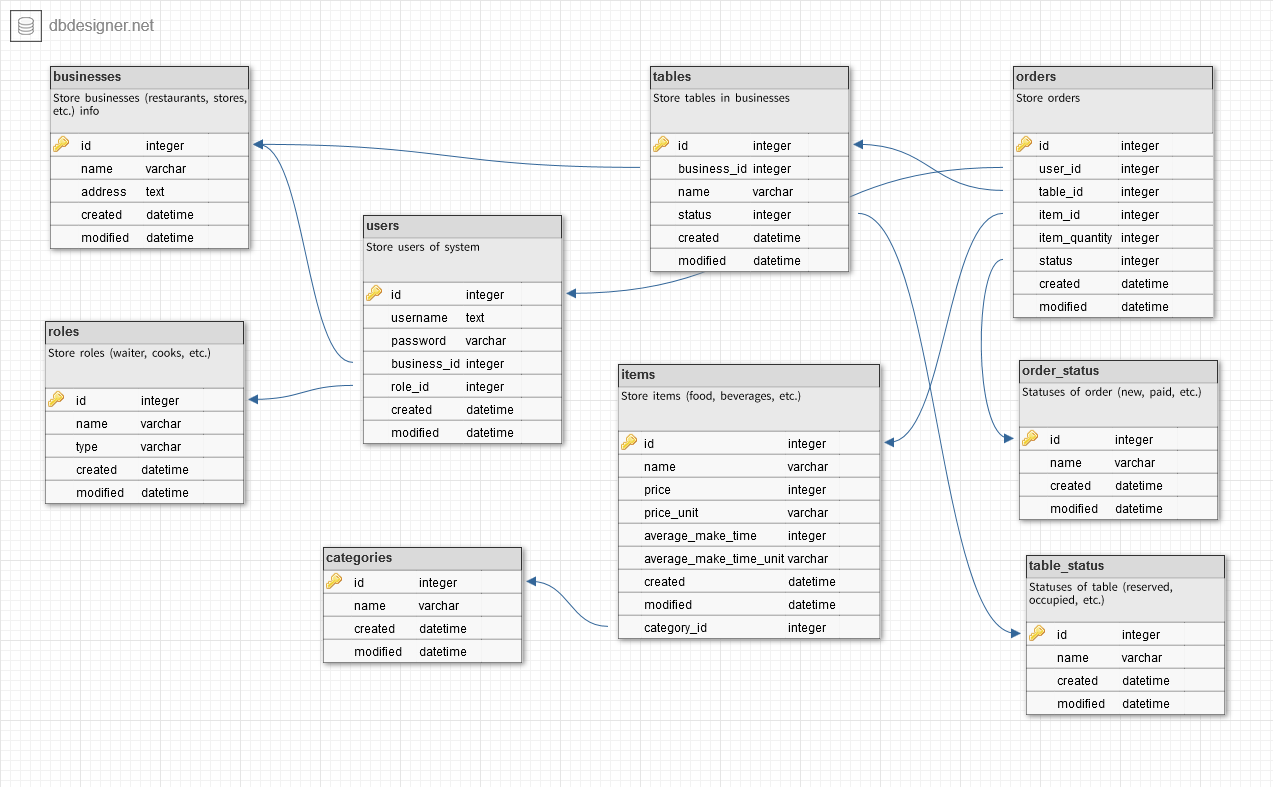 dbdesigner.net
businesses
Store businesses (restaurants, stores,
etc.) info
id integer
name varchar
address text
created datetime
modified datetime
tables
Store tables in businesses
id integer
business_id integer
name varchar
status integer
created datetime
modified datetime
orders
Store orders
id integer
user_id integer
table_id integer
item_id integer
item_quantity integer
status integer
created datetime
modified datetime
users
Store users of system
id integer
username text
password varchar
business_id integer
role_id integer
created datetime
modified datetime
roles
Store roles (waiter, cooks, etc.)
id integer
name varchar
type varchar
created datetime
modified datetime
items
Store items (food, beverages, etc.)
id integer
name varchar
price integer
price_unit varchar
average_make_time integer
average_make_time_unit varchar
created datetime
modified datetime
category_id integer
order_status
Statuses of order (new, paid, etc.)
id integer
name varchar
created datetime
modified datetime
categories
id integer
name varchar
created datetime
modified datetime
table_status
Statuses of table (reserved,
occupied, etc.)
id integer
name varchar
created datetime
modified datetime